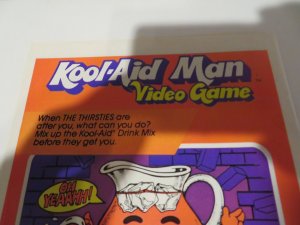 Kool-Aid Man
Video Game
When THE THIRSTIES are
after you, what can you do?
Mix up the Kool-Aid® Drink Mix
before they get you.
OH
YEAHHH!